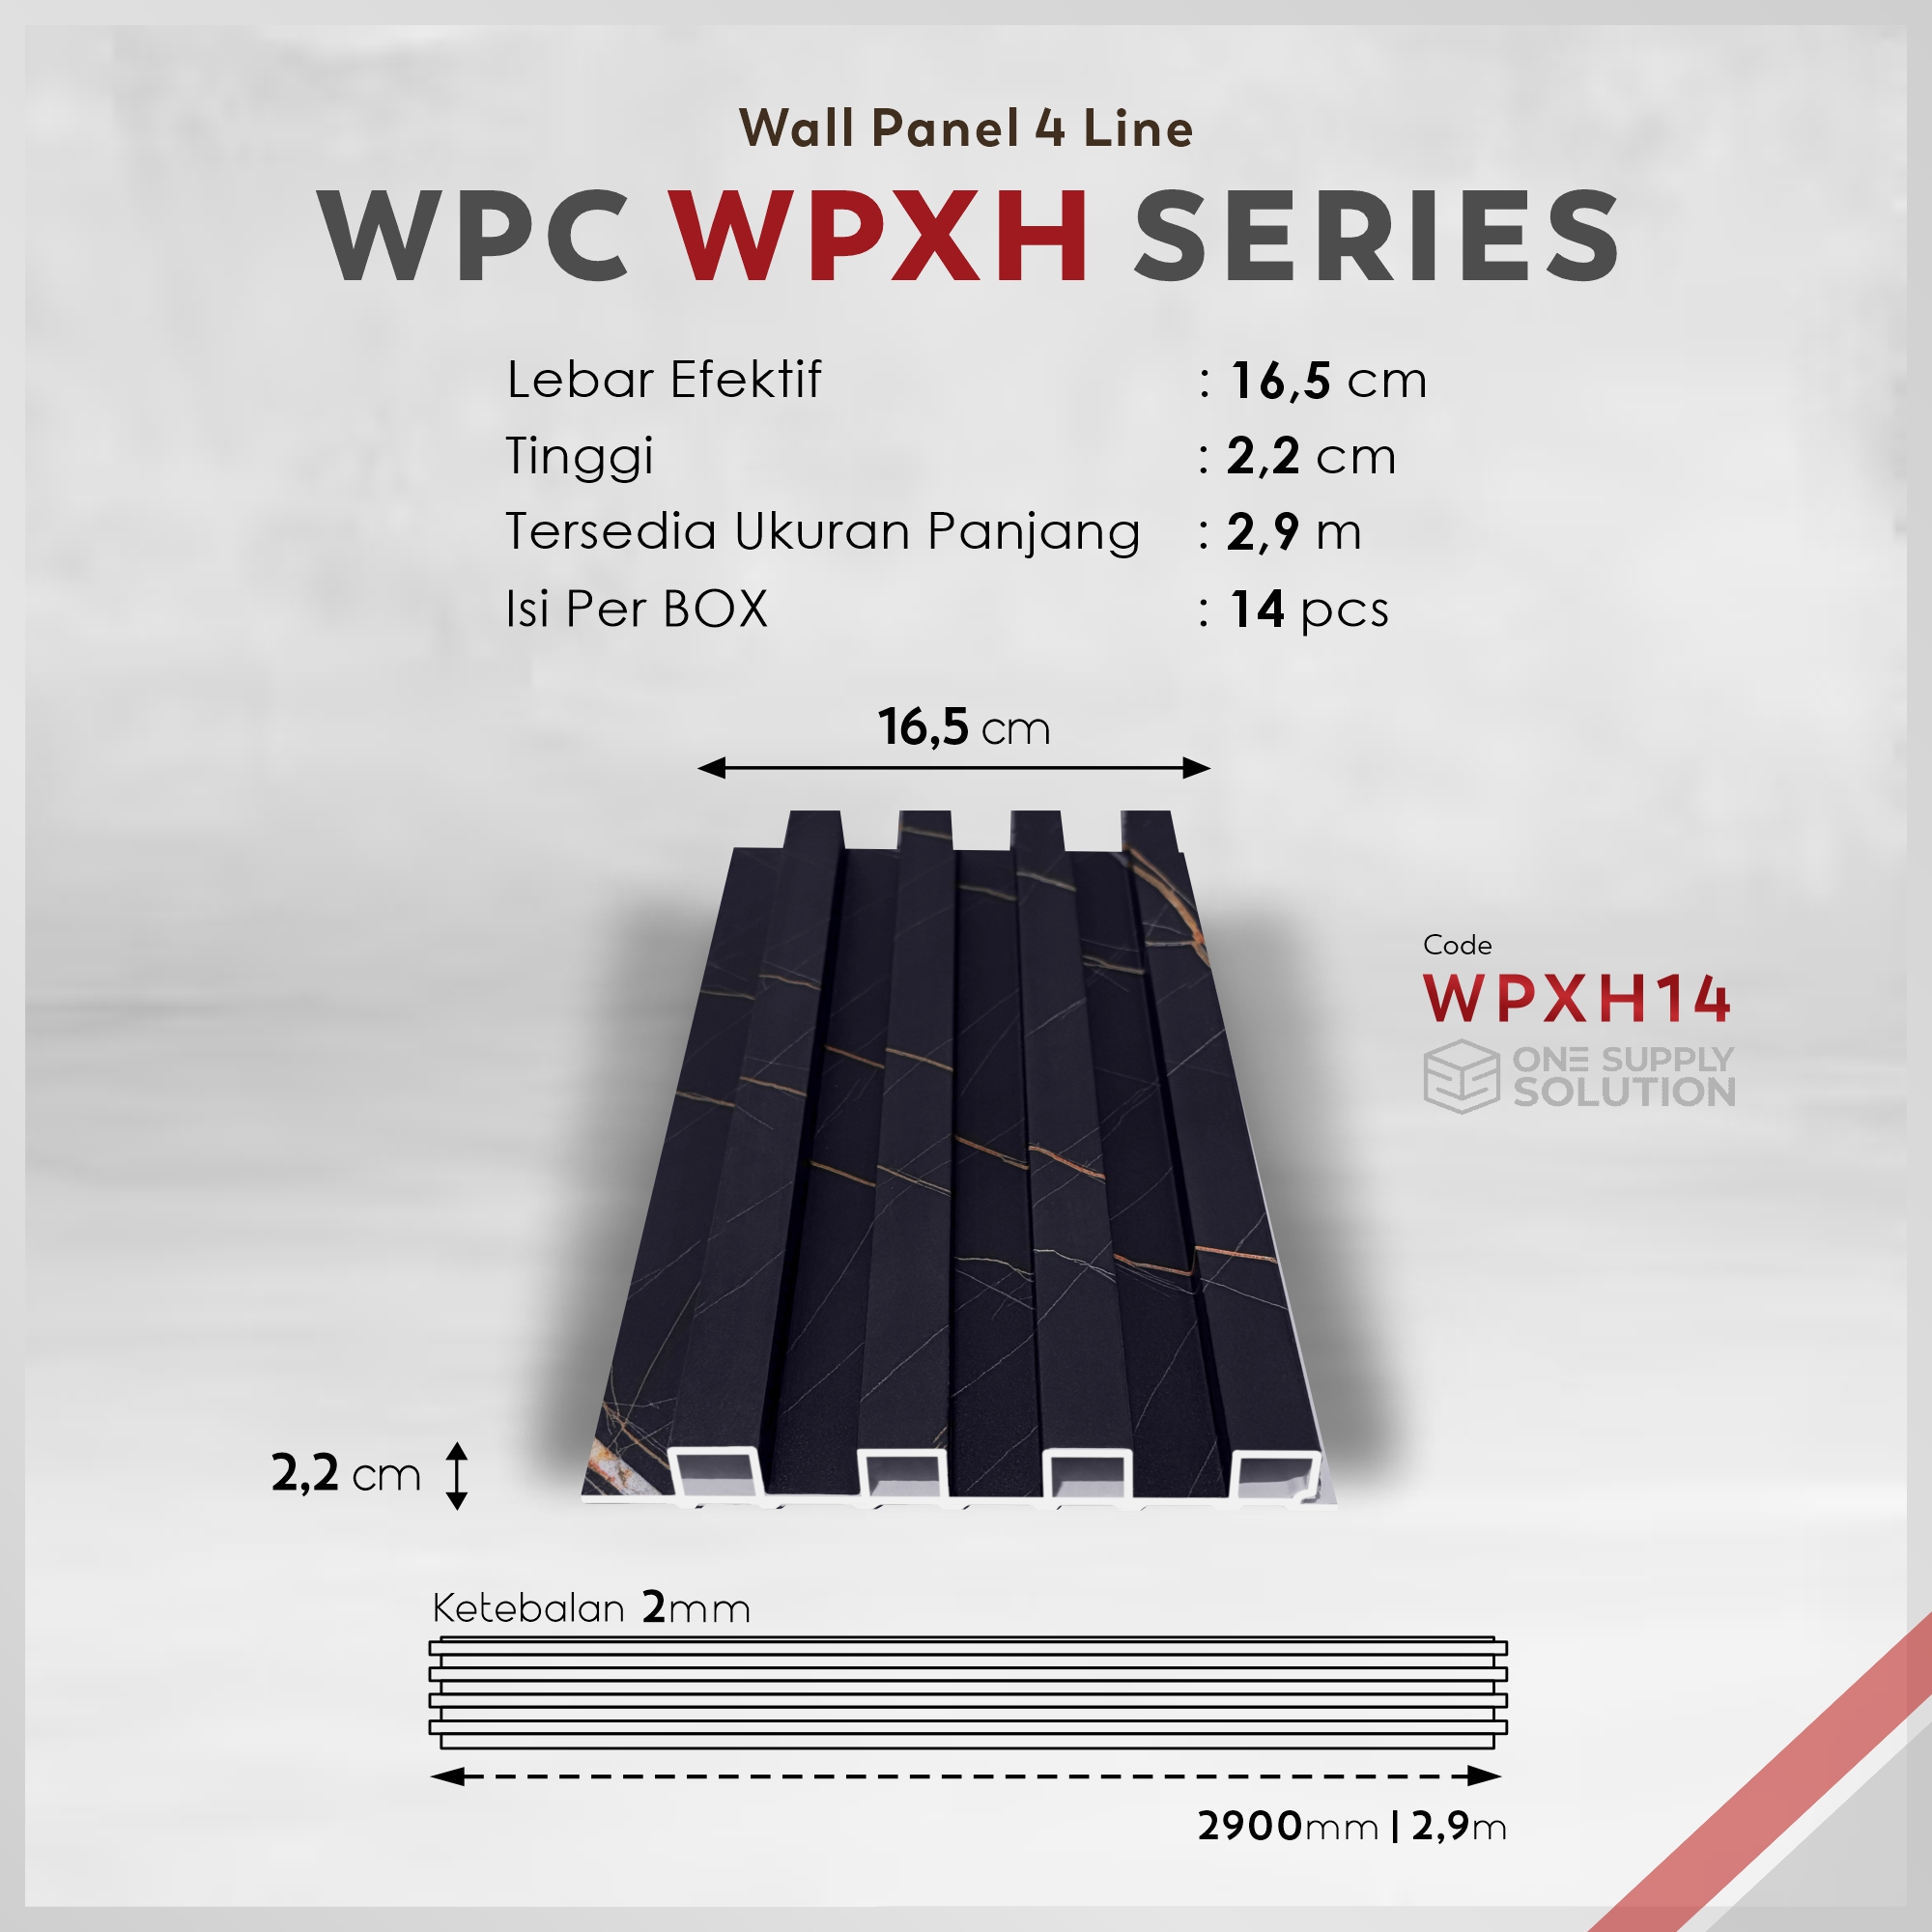 Wall Panel 4 Line
WPC WPXH SERIES
Lebar Efektif : 16,5 cm
Tinggi : 2,2 cm
Tersedia Ukuran Panjang : 2,9 m
Isi Per BOX : 14 pcs
16,5 cm
Code
WPXH14
ONE SUPPLY
SOLUTION
2,2 cm
Ketebalan 2mm
2900mm | 2,9m